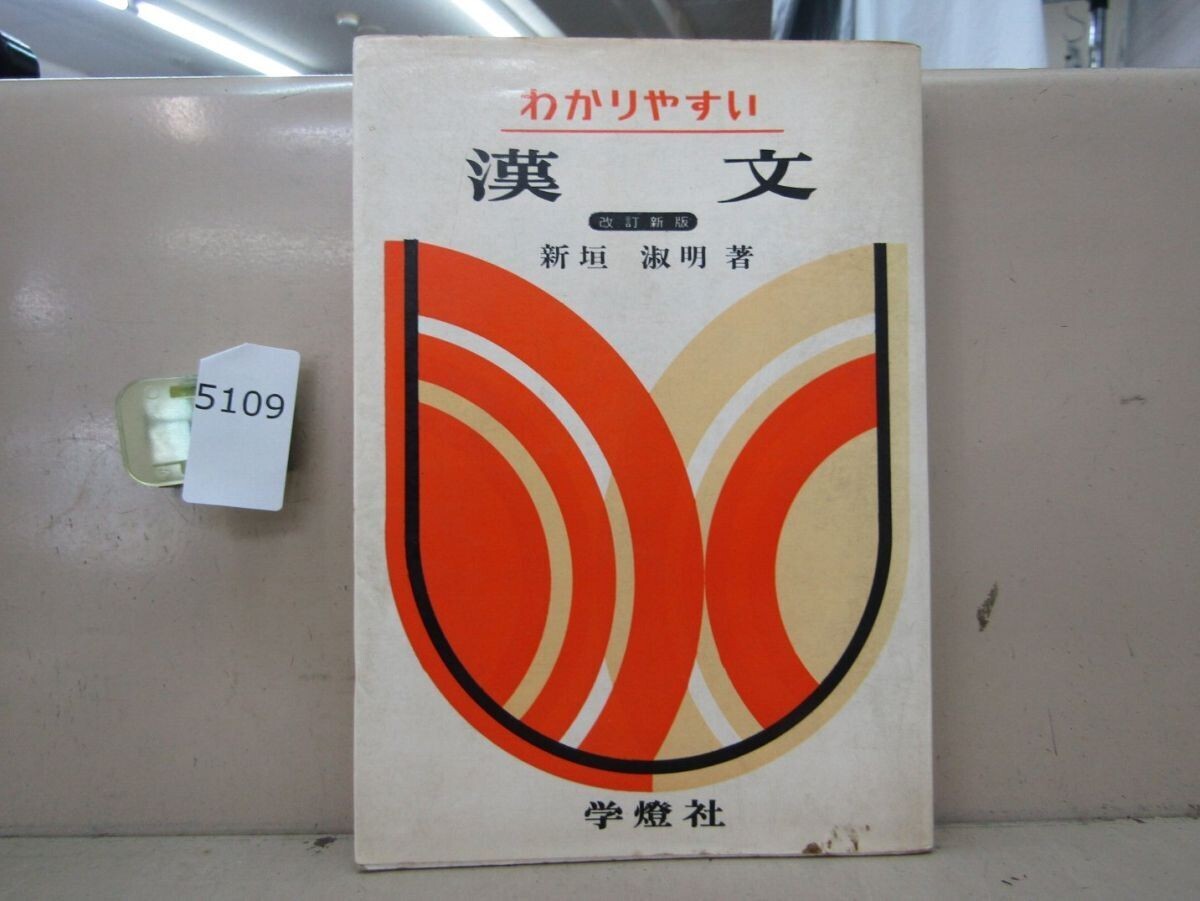 わかりやすい
漢文
改訂新版
新垣 淑明 著
学燈社
5109